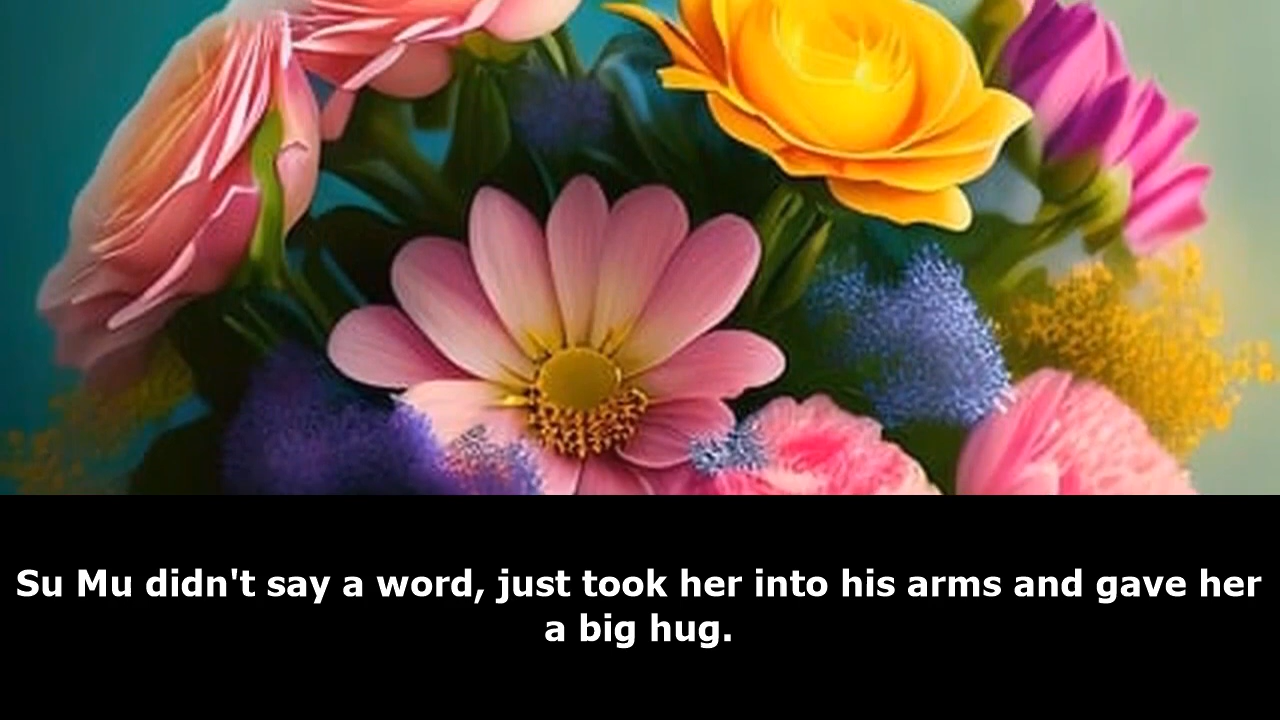 Su Mu didn't say a word, just took her into his arms and gave her
a big hug.